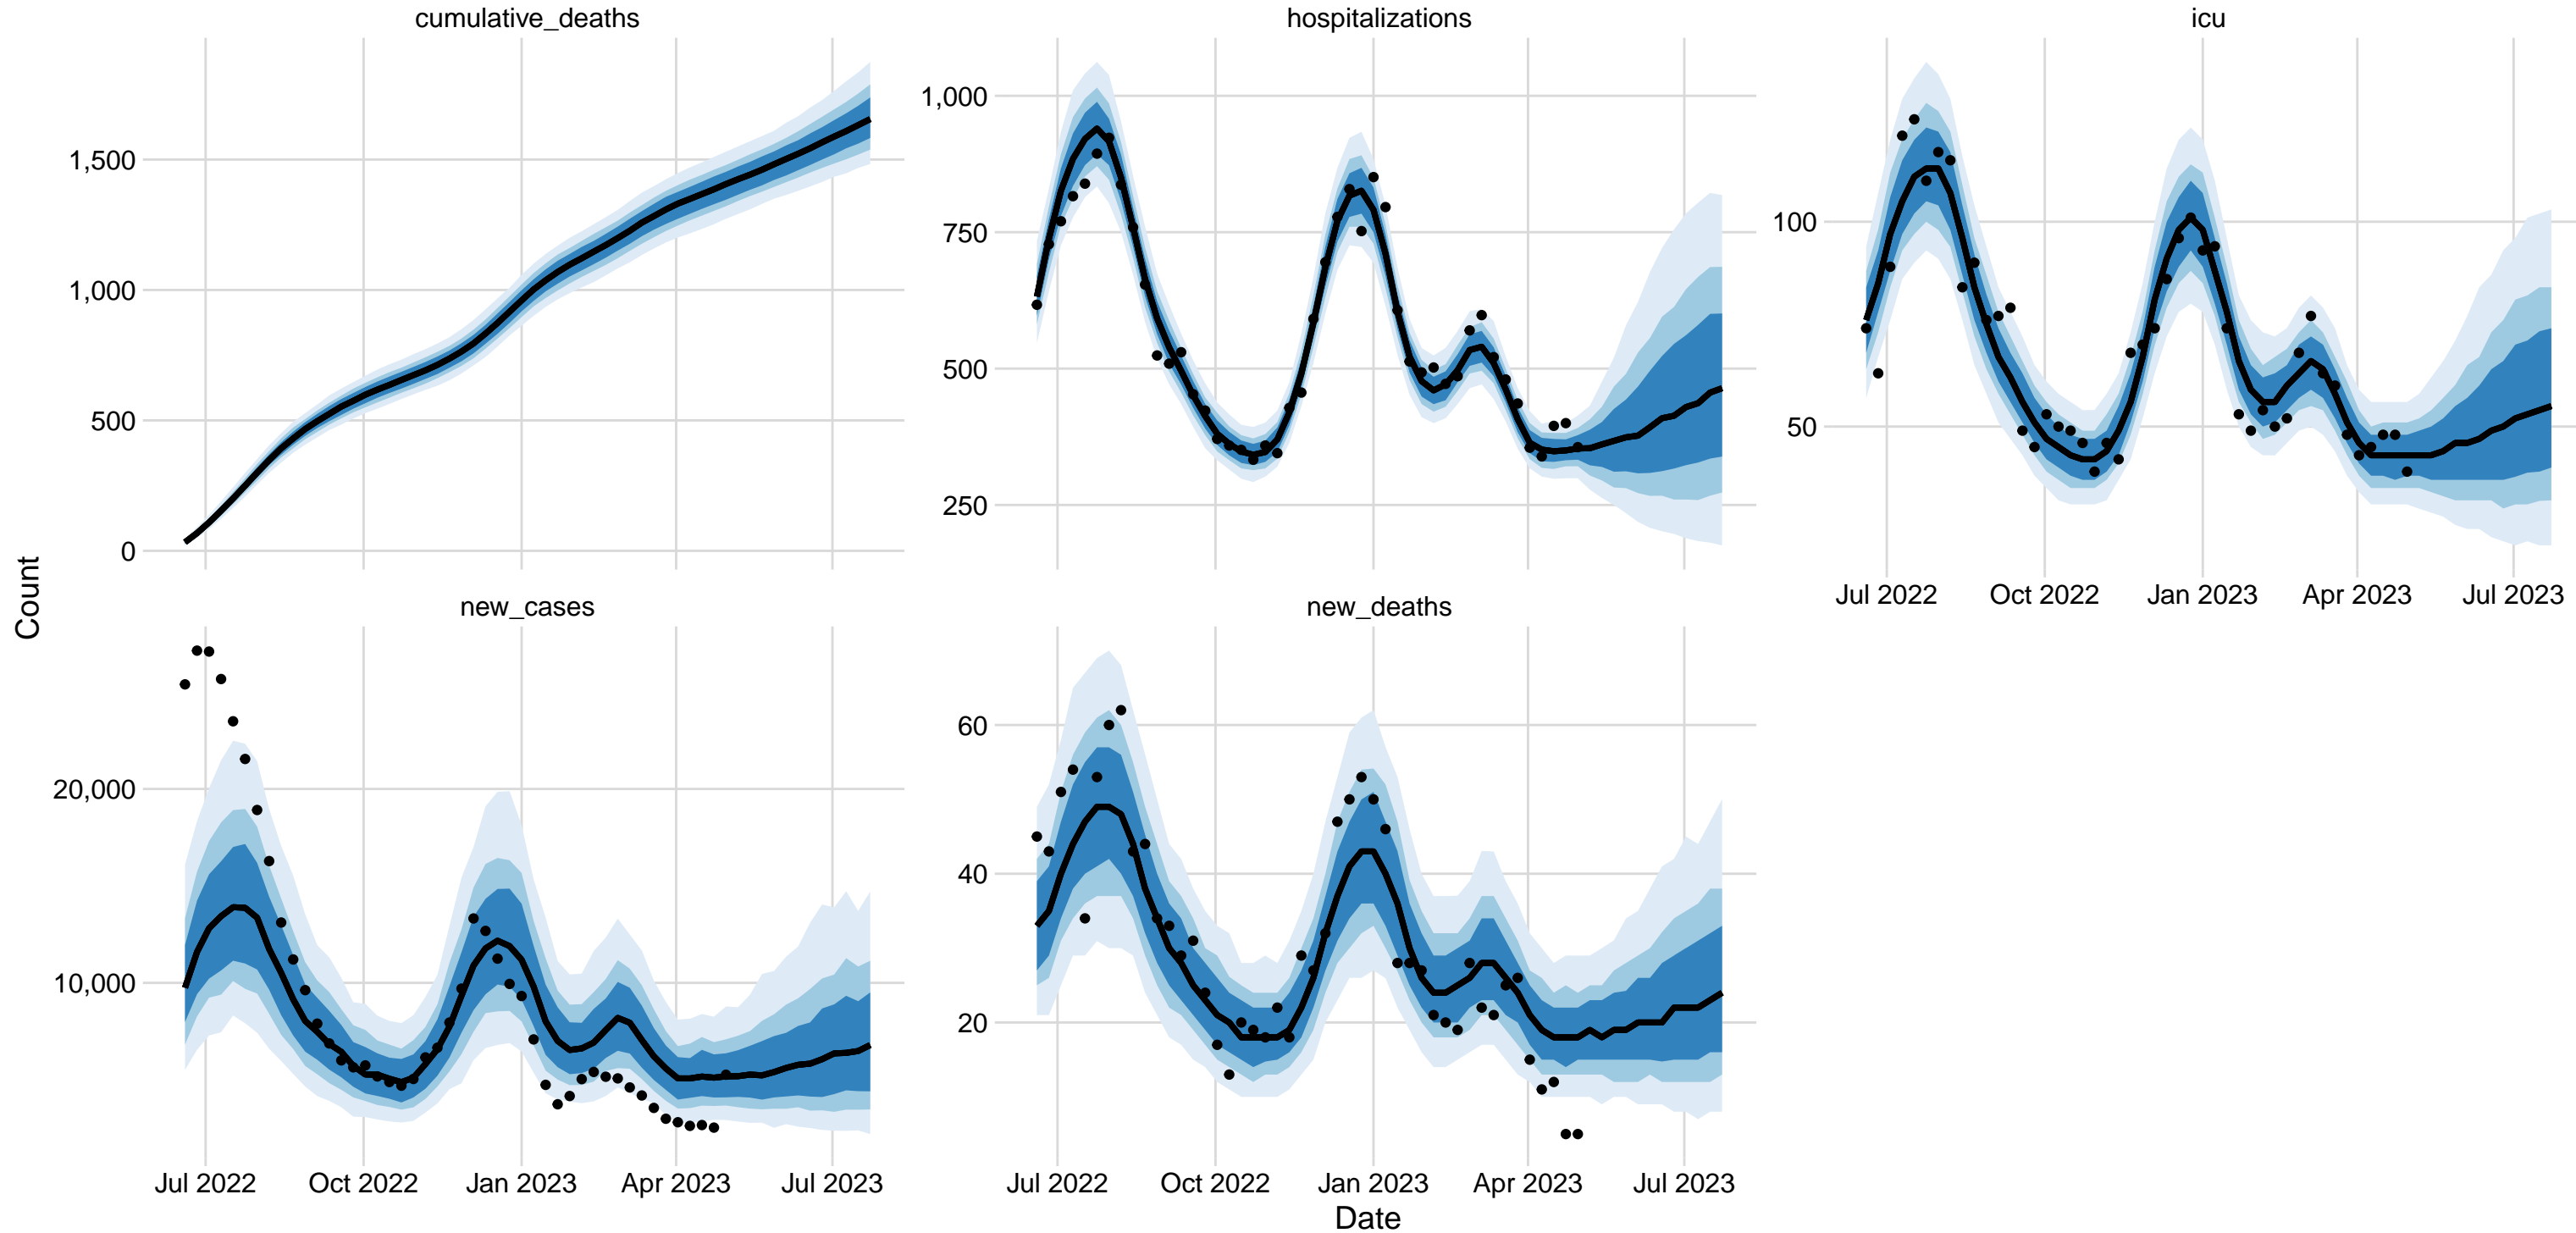 cumulative_deaths
hospitalizations
icu
1,500
1,000
500
0
1,000
750
500
250
100
50
Jul 2022 Oct 2022 Jan 2023 Apr 2023 Jul 2023
Count
new_cases
new_deaths
20,000
10,000
60
40
20
Jul 2022 Oct 2022 Jan 2023 Apr 2023 Jul 2023
Jul 2022 Oct 2022 Jan 2023 Apr 2023 Jul 2023
Date